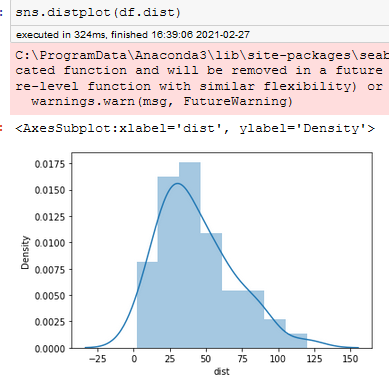 sns.distplot(df.dist)
executed in 324ms, finished 16:39:06 2021-02-27
C:\ProgramData\Anaconda3\lib\site-packages\seab
cated function and will be removed in a future
re-level function with similar flexibility) or
warnings.warn(msg, FutureWarning)
<AxesSubplot:xlabel='dist', ylabel='Density'>
0.0175
0.0150
0.0125
0.0100
0.0075
0.0050
0.0025
0.0000
Density
−25
0
25
50
75
100
125
150
dist